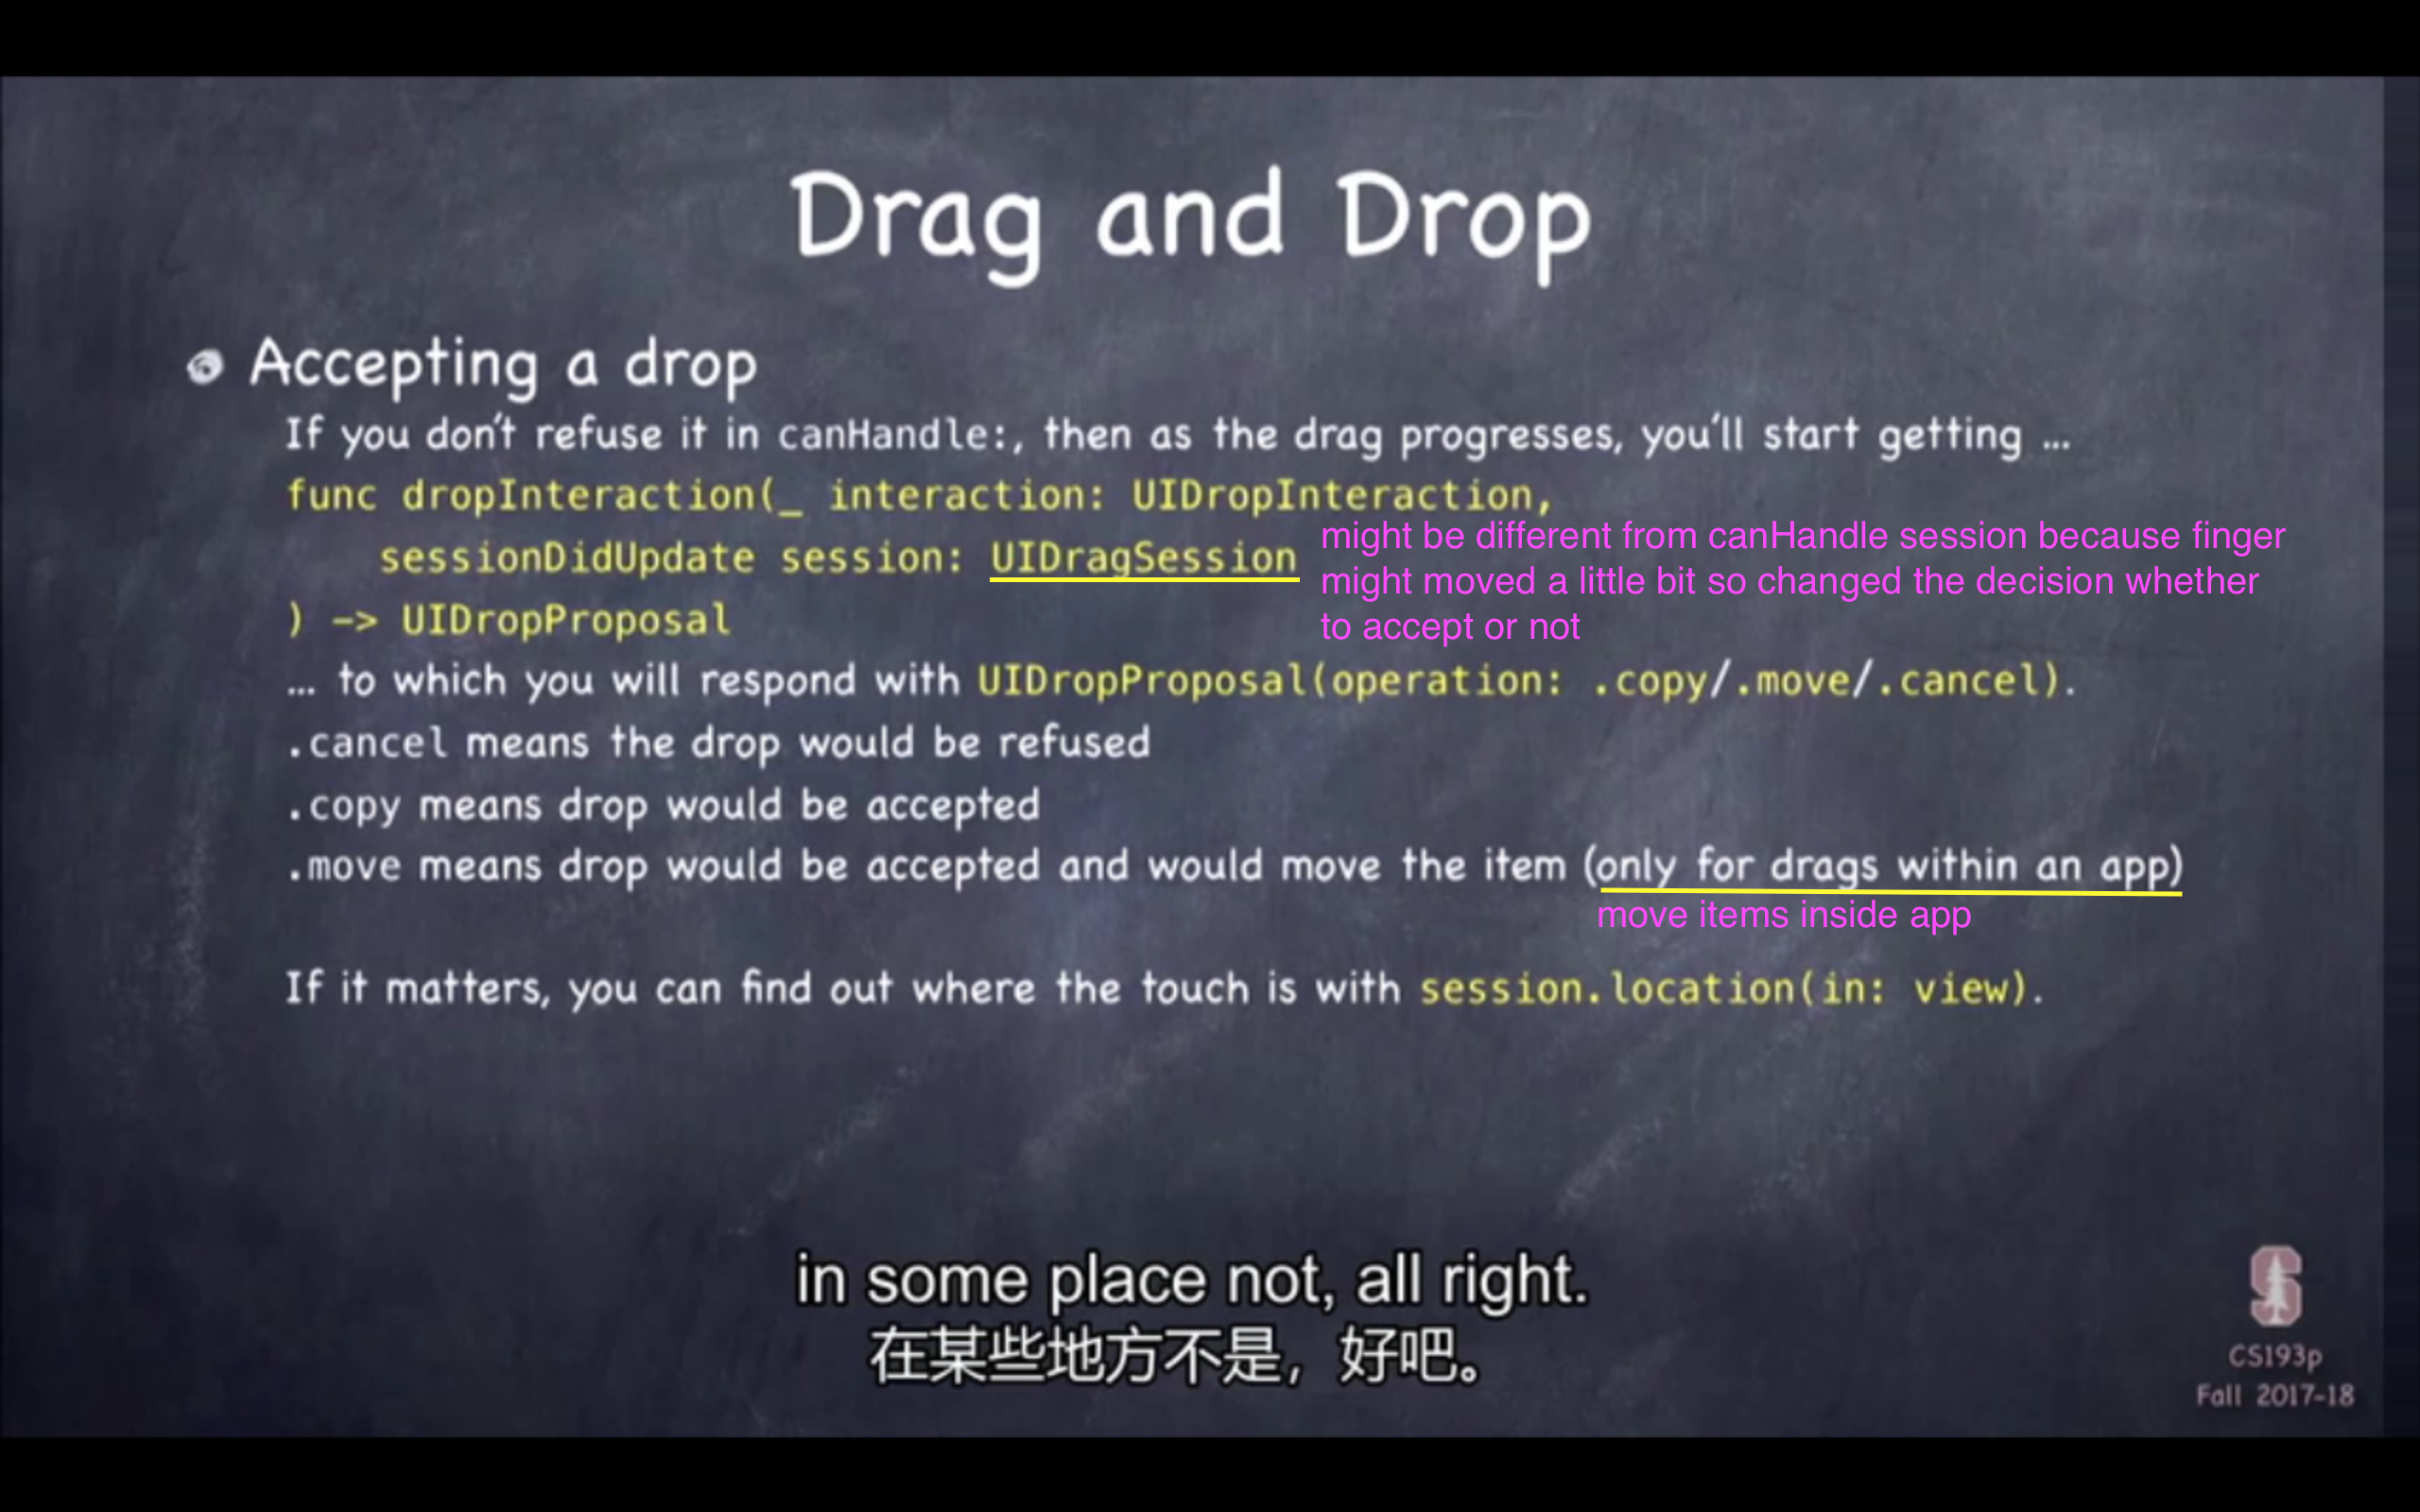 Drag and Drop
Accepting a drop
If you don't refuse it in canHandle:, then as the drag progresses, you'll start getting ...
func dropInteraction(_ interaction: UIDropInteraction,
sessionDidUpdate session: UIDragSession
might be different from canHandle session because finger
might moved a little bit so changed the decision whether
to accept or not
) -> UIDropProposal
... to which you will respond with UIDropProposal(operation: .copy/.move/.cancel).
.cancel means the drop would be refused
.copy means drop would be accepted
.move means drop would be accepted and would move the item (only for drags within an app)
move items inside app
If it matters, you can find out where the touch is with session.location(in: view).
in some place not, all right.
在某些地方不是，好吧。
S
CS193p
Fall 2017-18